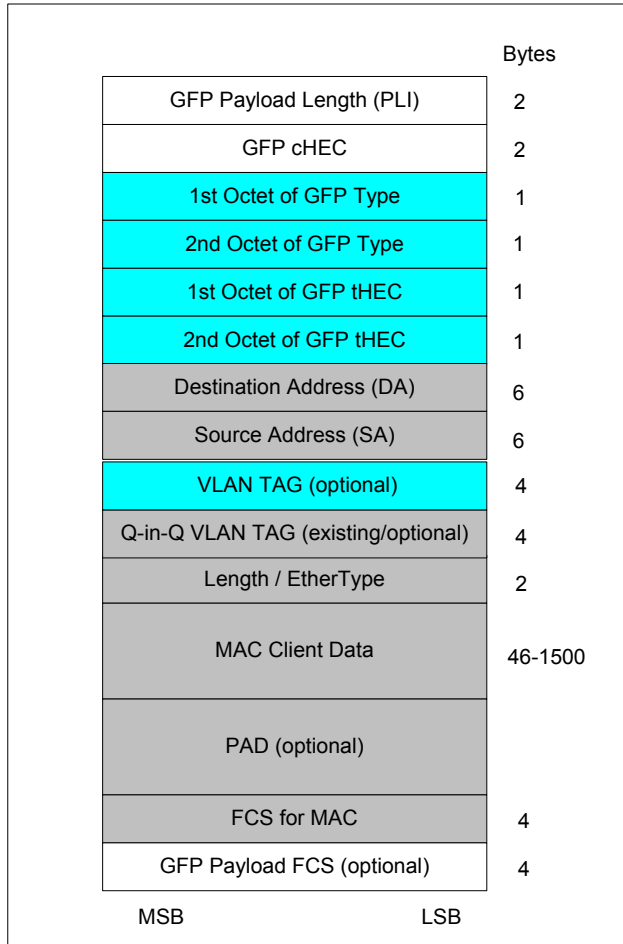 Bytes
GFP Payload Length (PLI) 2
GFP cHEC 2
1st Octet of GFP Type 1
2nd Octet of GFP Type 1
1st Octet of GFP tHEC 1
2nd Octet of GFP tHEC 1
Destination Address (DA) 6
Source Address (SA) 6
VLAN TAG (optional) 4
Q-in-Q VLAN TAG (existing/optional) 4
Length / EtherType 2
MAC Client Data 46-1500
PAD (optional)
FCS for MAC 4
GFP Payload FCS (optional) 4
MSB LSB